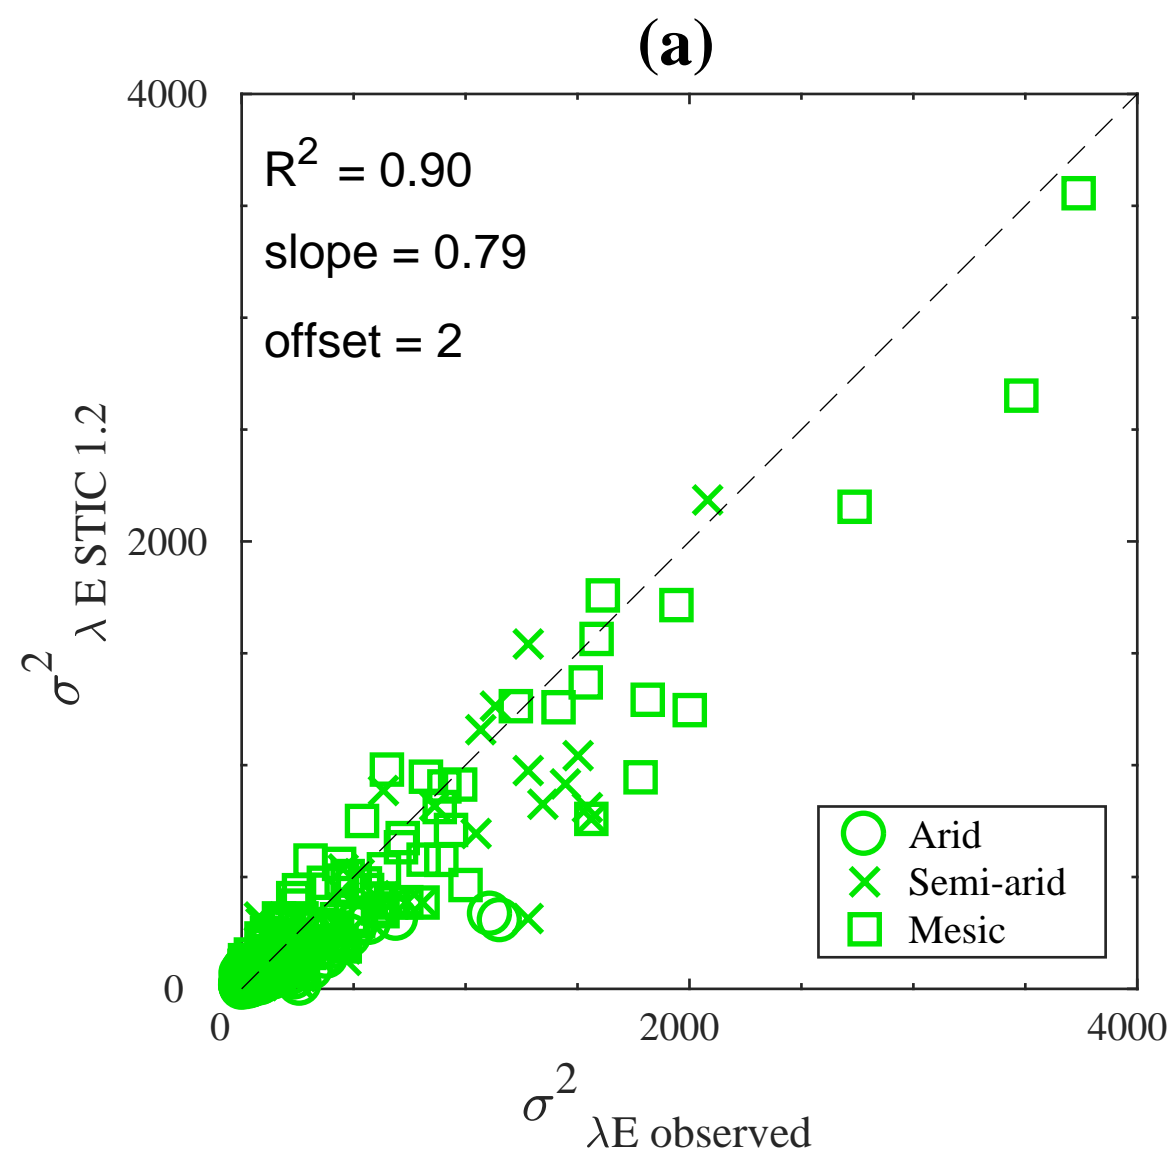 (a)
4000
R² = 0.90
slope = 0.79
offset = 2
2000
σ² λ E STIC 1.2
Arid
Semi-arid
Mesic
0
0 2000 4000
σ² λE observed